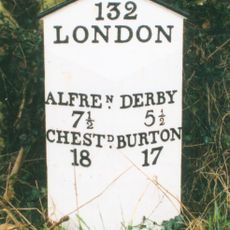 132
LONDON
ALFREN. DERBY
7½ 5½
CHESTD. BURTON
18 17